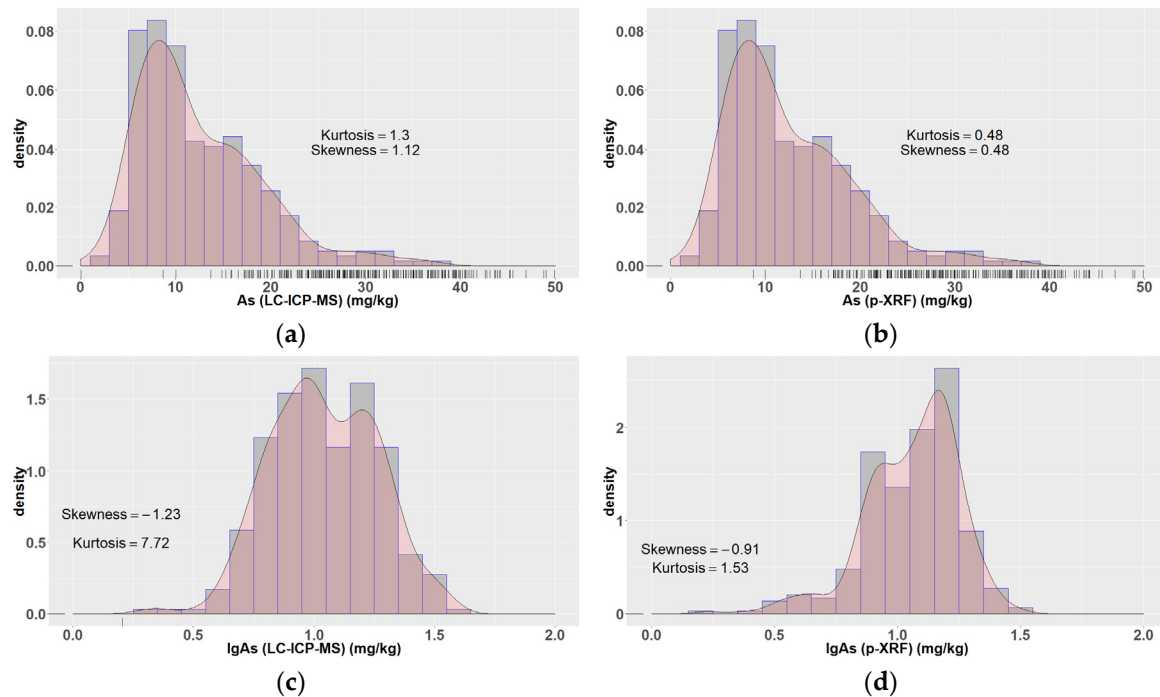 0.08
0.06
0.04
0.02
0.00
density
Kurtosis = 1.3
Skewness = 1.12
0 10 20 30 40 50
As (LC-ICP-MS) (mg/kg)
(a)
0.08
0.06
0.04
0.02
0.00
density
Kurtosis = 0.48
Skewness = 0.48
0 10 20 30 40 50
As (p-XRF) (mg/kg)
(b)
1.5
1.0
0.5
0.0
density
Skewness = −1.23
Kurtosis = 7.72
0.0 0.5 1.0 1.5 2.0
lgAs (LC-ICP-MS) (mg/kg)
(c)
2
1
0
density
Skewness = −0.91
Kurtosis = 1.53
0.0 0.5 1.0 1.5 2.0
lgAs (p-XRF) (mg/kg)
(d)